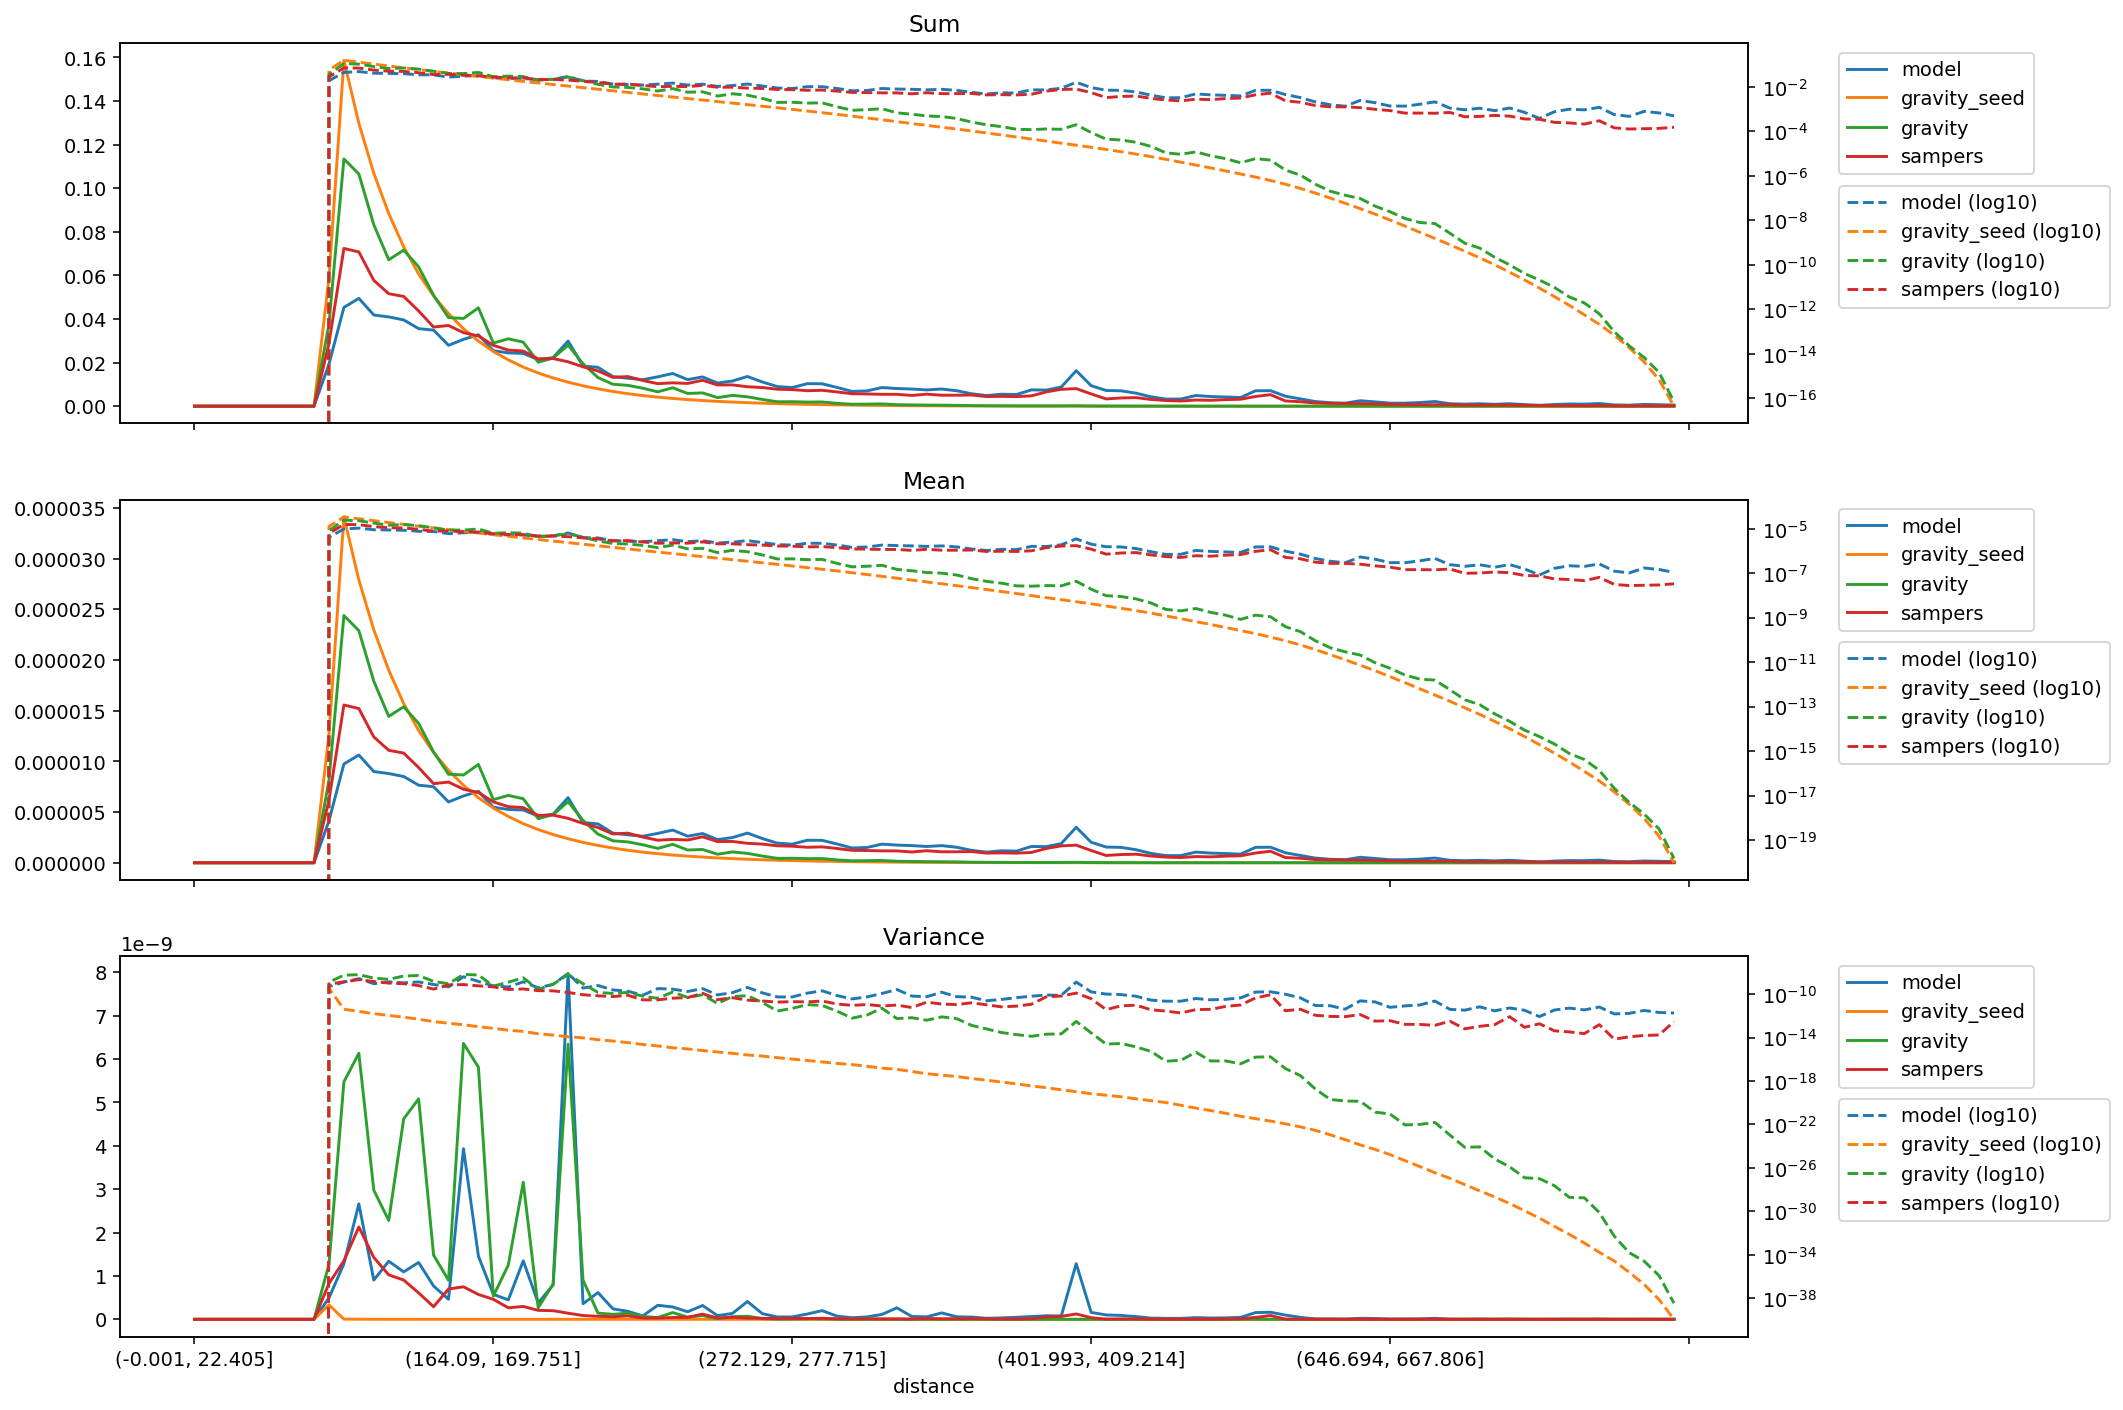 Sum
0.16
0.14
0.12
0.10
0.08
0.06
0.04
0.02
0.00
10⁻²
10⁻⁴
10⁻⁶
10⁻⁸
10⁻¹⁰
10⁻¹²
10⁻¹⁴
10⁻¹⁶
model
gravity_seed
gravity
sampers
model (log10)
gravity_seed (log10)
gravity (log10)
sampers (log10)
Mean
0.000035
0.000030
0.000025
0.000020
0.000015
0.000010
0.000005
0.000000
10⁻⁵
10⁻⁷
10⁻⁹
10⁻¹¹
10⁻¹³
10⁻¹⁵
10⁻¹⁷
10⁻¹⁹
model
gravity_seed
gravity
sampers
model (log10)
gravity_seed (log10)
gravity (log10)
sampers (log10)
Variance
1e−9
8
7
6
5
4
3
2
1
0
10⁻¹⁰
10⁻¹⁴
10⁻¹⁸
10⁻²²
10⁻²⁶
10⁻³⁰
10⁻³⁴
10⁻³⁸
model
gravity_seed
gravity
sampers
model (log10)
gravity_seed (log10)
gravity (log10)
sampers (log10)
(-0.001, 22.405] (164.09, 169.751] (272.129, 277.715] (401.993, 409.214] (646.694, 667.806]
distance